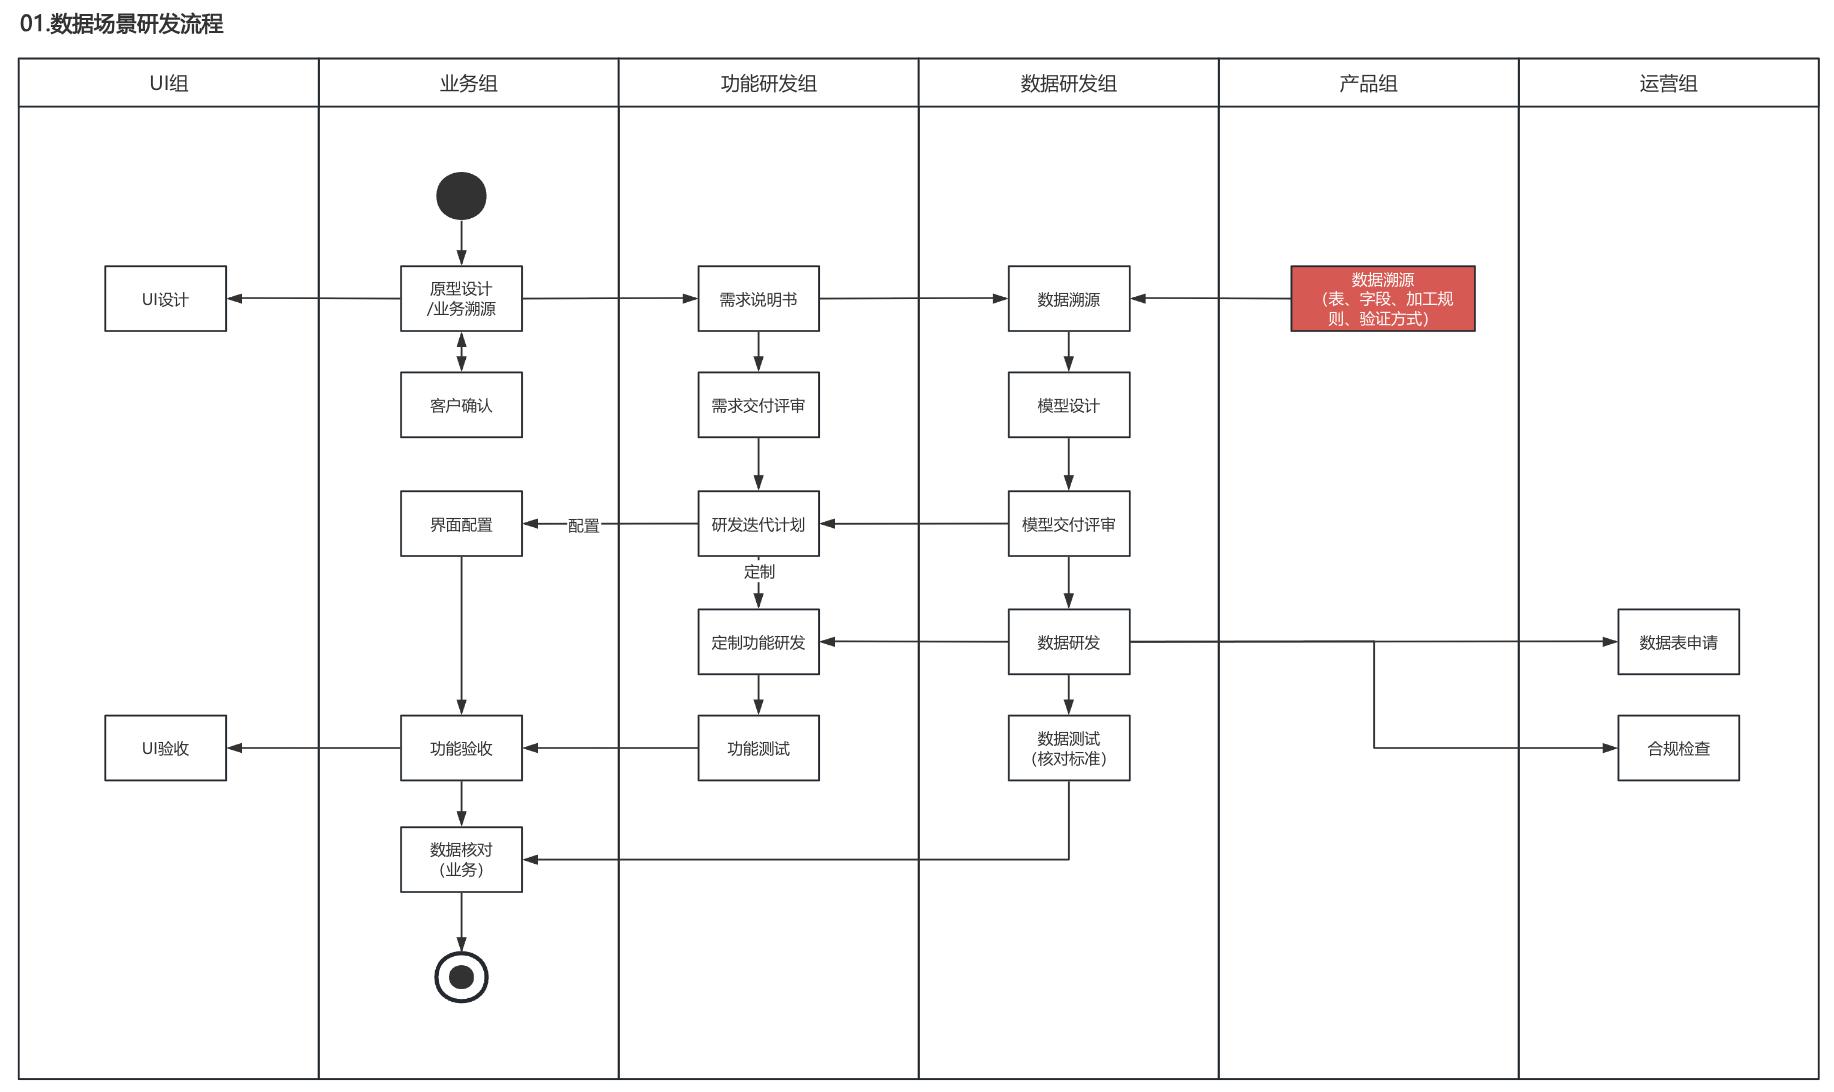 01.数据场景研发流程
UI组
业务组
功能研发组
数据研发组
产品组
运营组
UI设计
原型设计
/业务溯源
需求说明书
数据溯源
数据溯源
（表、字段、加工规
则、验证方式）
客户确认
需求交付评审
模型设计
界面配置
配置
研发迭代计划
模型交付评审
定制
定制功能研发
数据研发
数据表申请
UI验收
功能验收
功能测试
数据测试
（核对标准）
合规检查
数据核对
（业务）